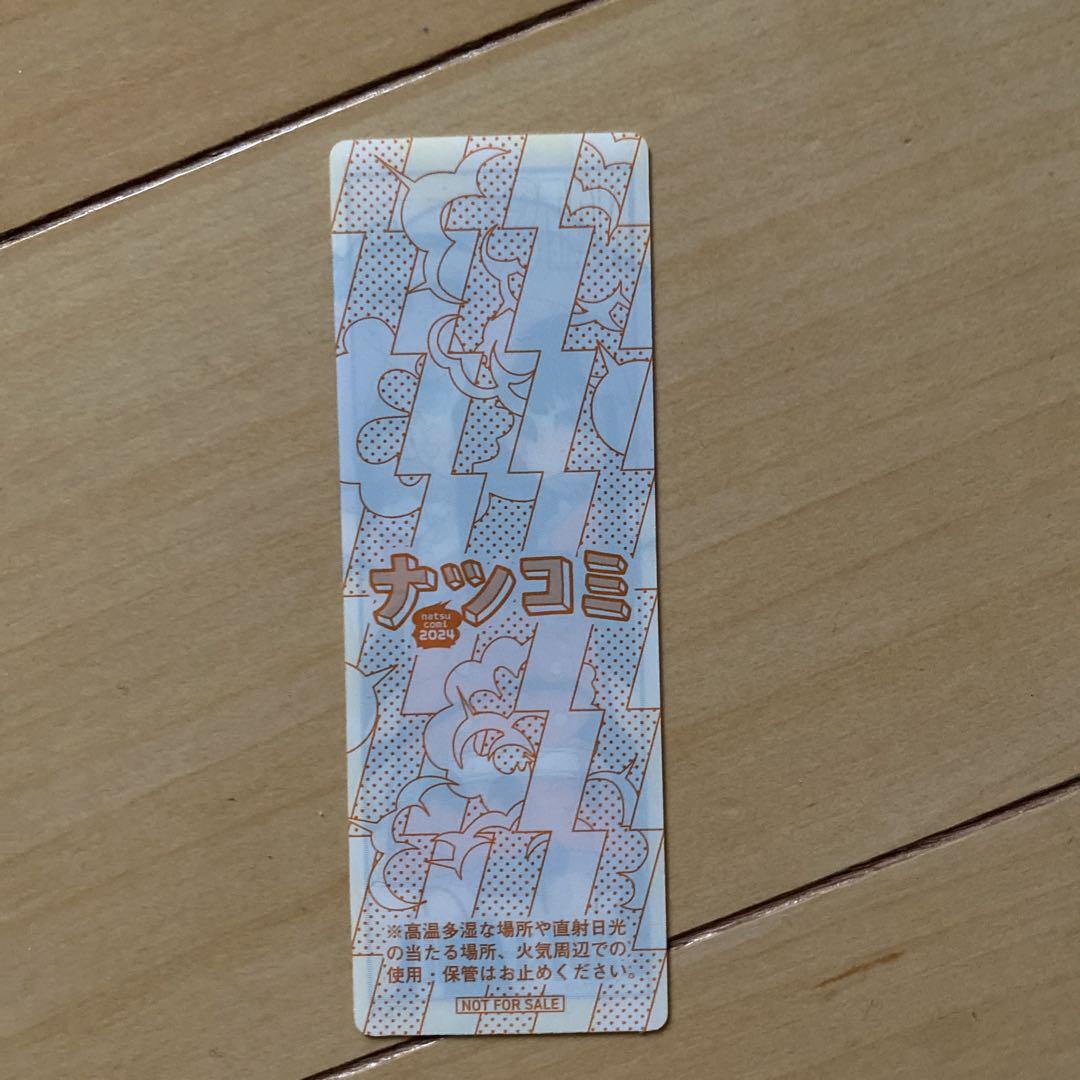 ナツコミ
natsu
comi
2024
※高温多湿な場所や直射日光
の当たる場所、火気周辺での
使用・保管はお止めください。
NOT FOR SALE